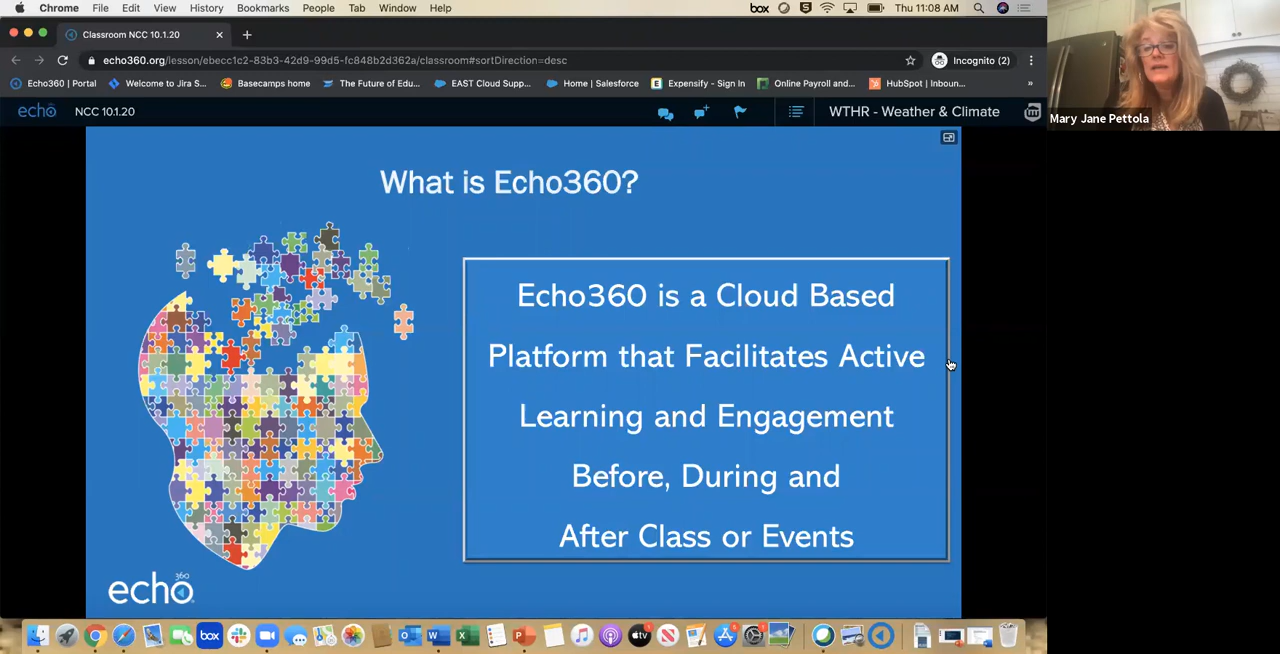 Chrome File Edit View History Bookmarks People Tab Window Help box Thu 11:08 AM
Classroom NCC 10.1.20
echo360.org/lesson/ebecc1c2-83b3-42d9-99d5-fc848b2d362a/classroom#sortDirection=desc Incognito (2)
Echo360 | Portal Welcome to Jira S... Basecamps home The Future of Edu... EAST Cloud Supp... Home | Salesforce Expensify - Sign In Online Payroll and... HubSpot | Inboun... »
echo NCC 10.1.20 WTHR - Weather & Climate
Mary Jane Pettola
What is Echo360?
Echo360 is a Cloud Based
Platform that Facilitates Active
Learning and Engagement
Before, During and
After Class or Events
echo 360
box
tv